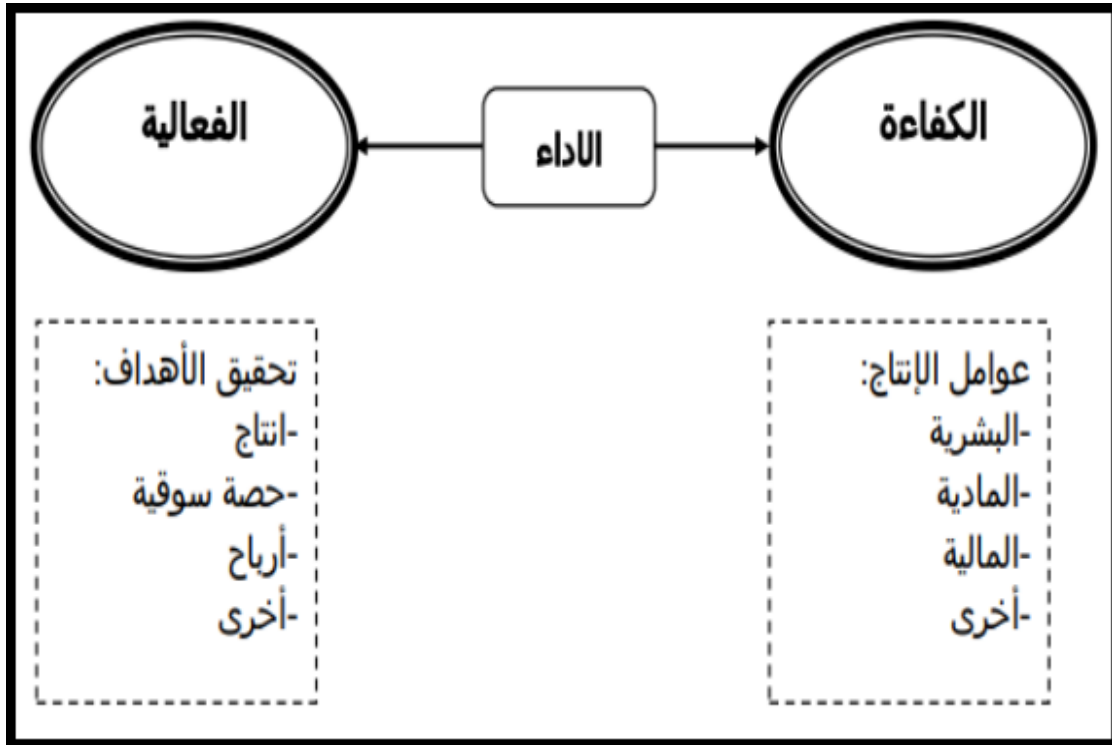 الكفاءة
الاداء
الفعالية
عوامل الإنتاج:
-البشرية
-المادية
-المالية
-أخرى
تحقيق الأهداف:
-انتاج
-حصة سوقية
-أرباح
-أخرى